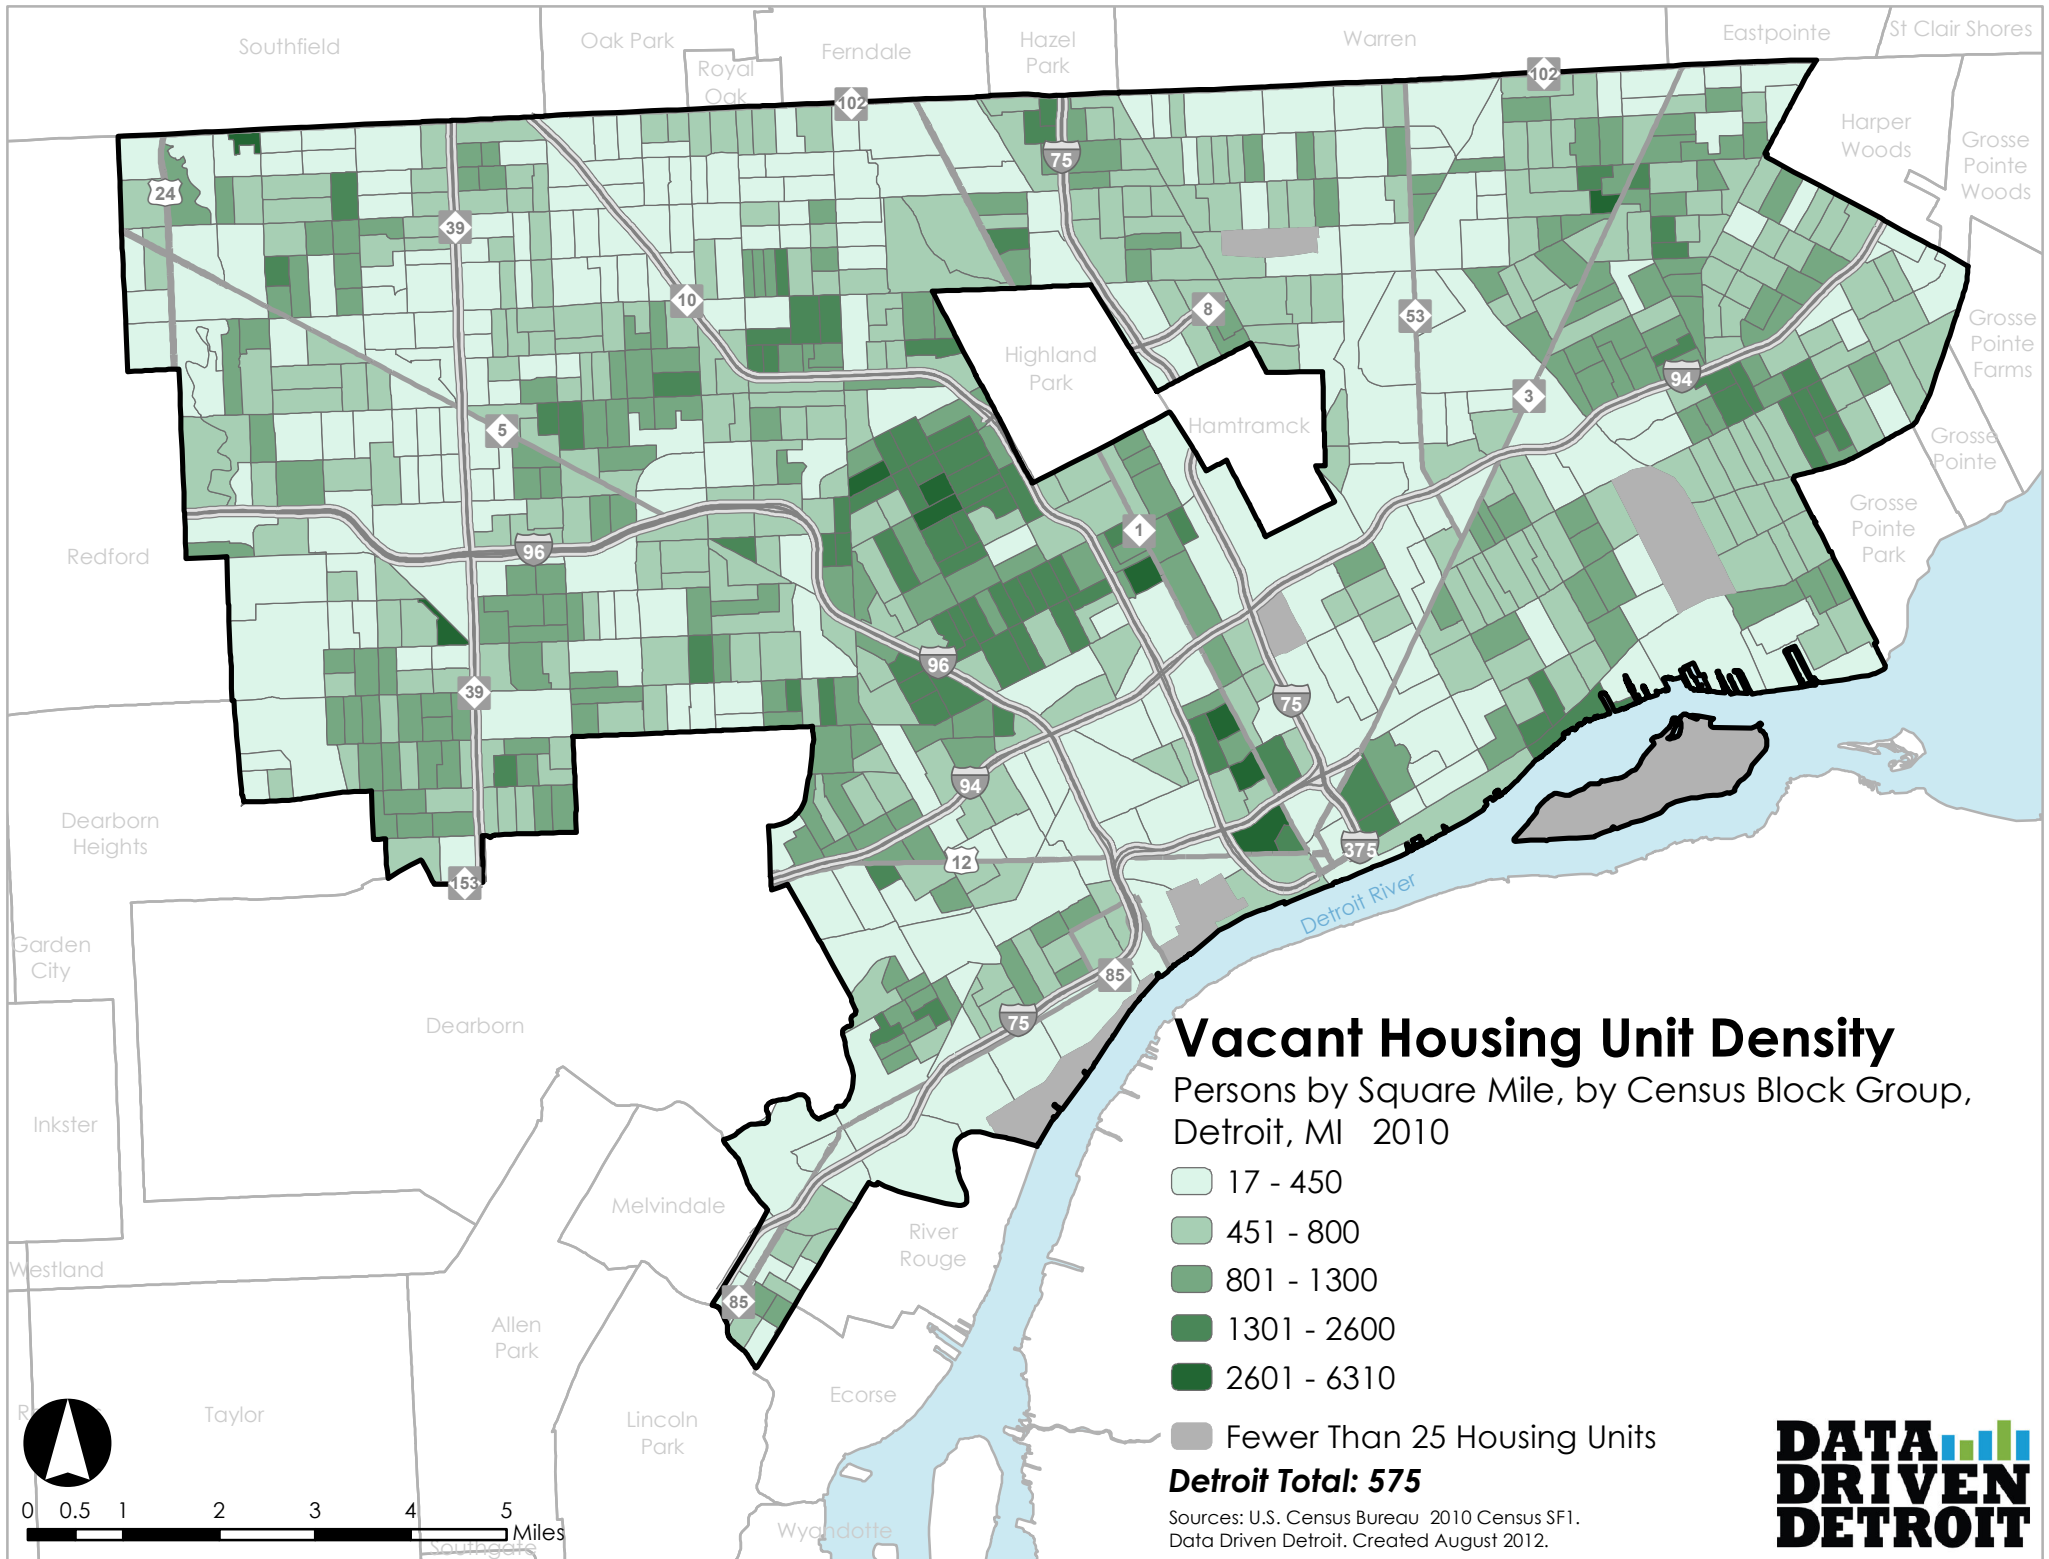 Southfield
Oak Park
Royal
Oak
Ferndale
Hazel
Park
Warren
Eastpointe
St Clair Shores
Harper
Woods
Grosse
Pointe
Woods
Grosse
Pointe
Farms
Grosse
Pointe
Grosse
Pointe
Park
Highland
Park
Hamtramck
Redford
Dearborn
Heights
Garden
City
Inkster
Westland
Dearborn
Taylor
Allen
Park
Melvindale
Lincoln
Park
River
Rouge
Ecorse
Wyandotte
Southgate
Detroit River
102
102
24
39
10
75
8
53
3
94
5
96
1
96
39
75
94
12
375
153
85
75
85
Vacant Housing Unit Density
Persons by Square Mile, by Census Block Group,
Detroit, MI 2010
17 - 450
451 - 800
801 - 1300
1301 - 2600
2601 - 6310
Fewer Than 25 Housing Units
Detroit Total: 575
Sources: U.S. Census Bureau 2010 Census SF1.
Data Driven Detroit. Created August 2012.
0 0.5 1 2 3 4 5
Miles
DATA
DRIVEN
DETROIT